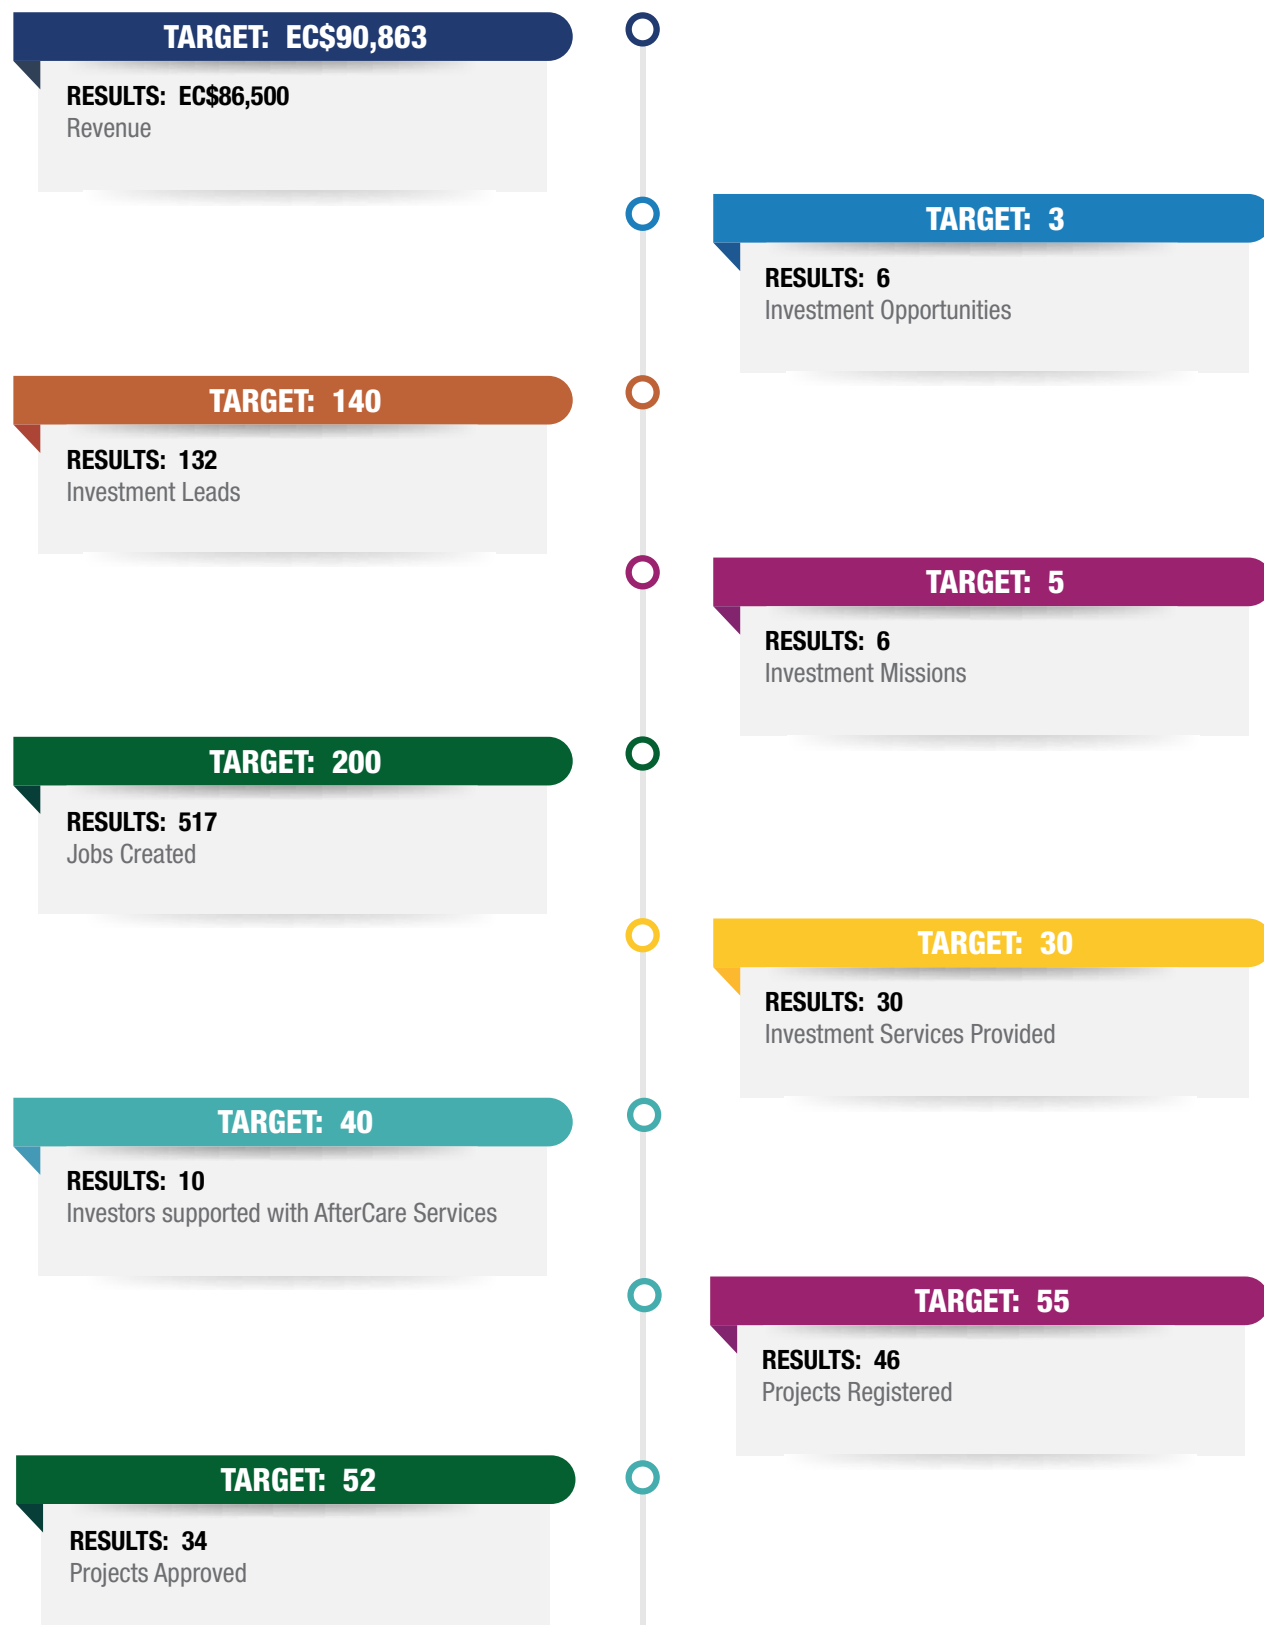 TARGET: EC$90,863
RESULTS: EC$86,500
Revenue
TARGET: 3
RESULTS: 6
Investment Opportunities
TARGET: 140
RESULTS: 132
Investment Leads
TARGET: 5
RESULTS: 6
Investment Missions
TARGET: 200
RESULTS: 517
Jobs Created
TARGET: 30
RESULTS: 30
Investment Services Provided
TARGET: 40
RESULTS: 10
Investors supported with AfterCare Services
TARGET: 55
RESULTS: 46
Projects Registered
TARGET: 52
RESULTS: 34
Projects Approved